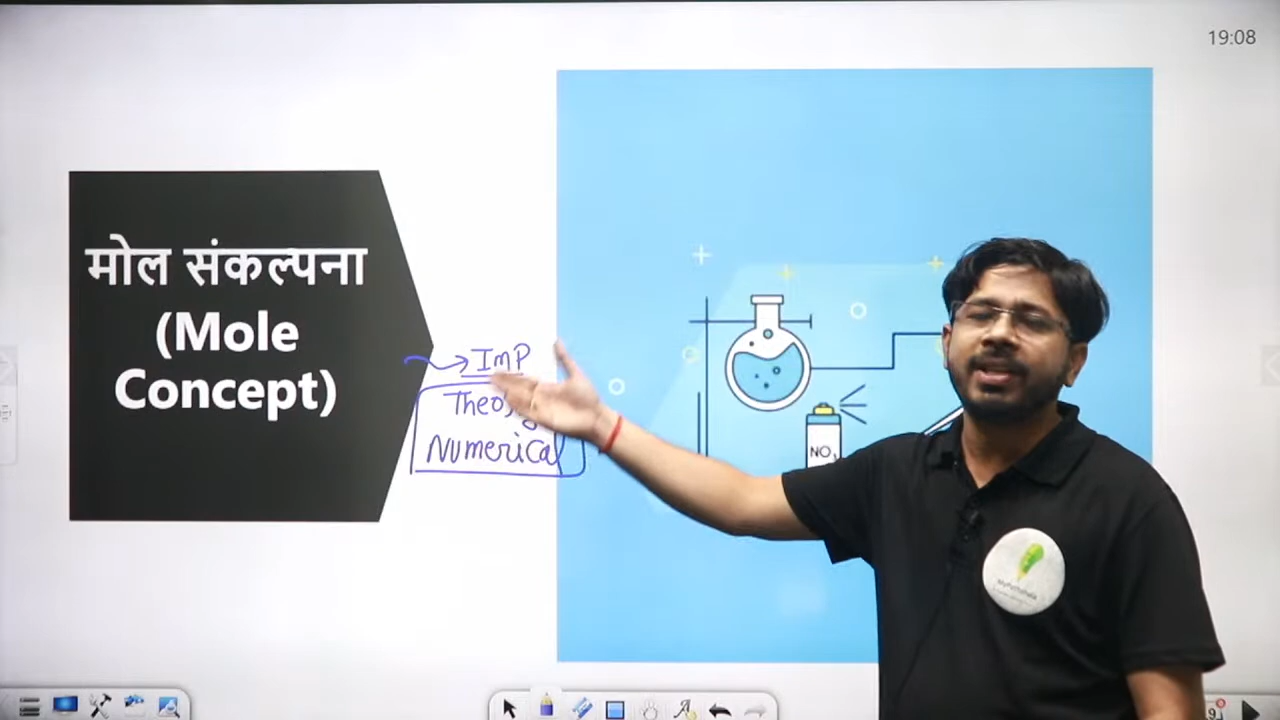 19:08
मोल संकल्पना
(Mole
Concept)
Imp
Numerical
NO